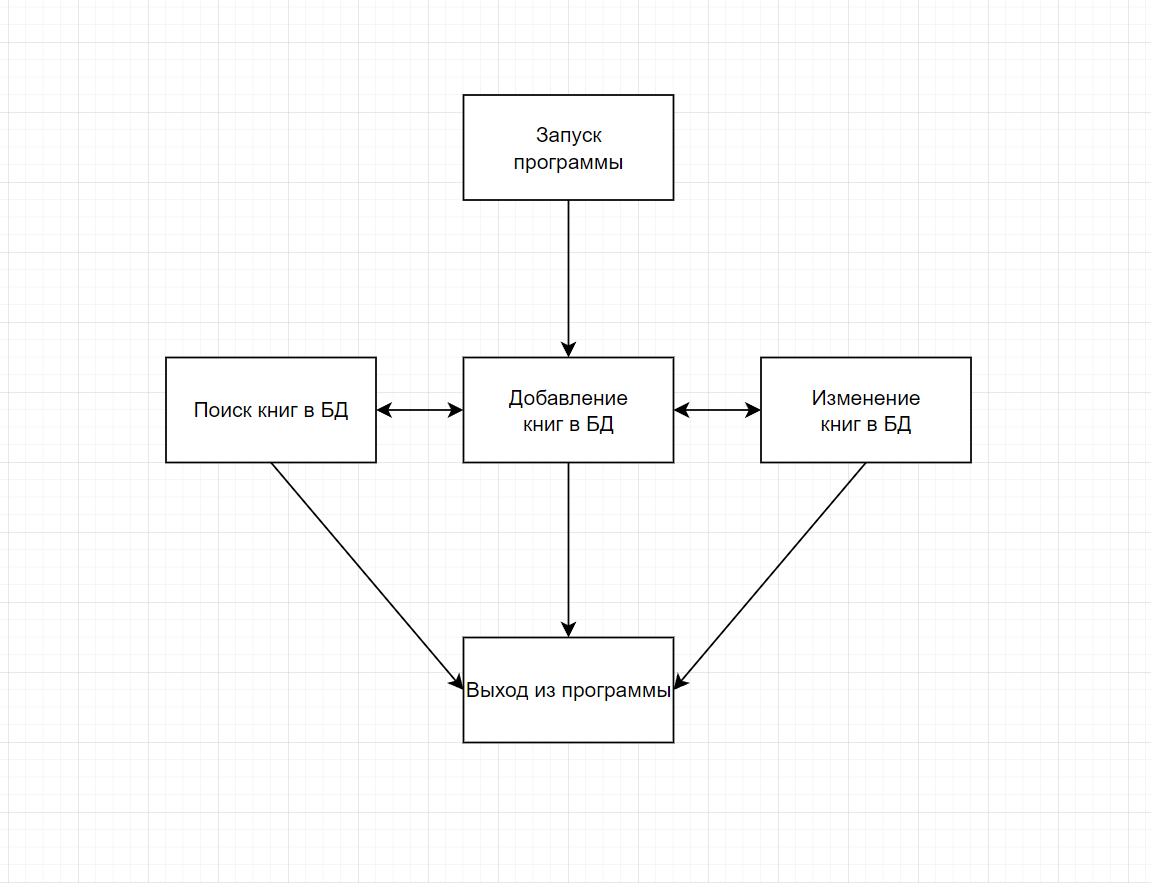 Запуск
программы
Поиск книг в БД
Добавление
книг в БД
Изменение
книг в БД
Выход из программы